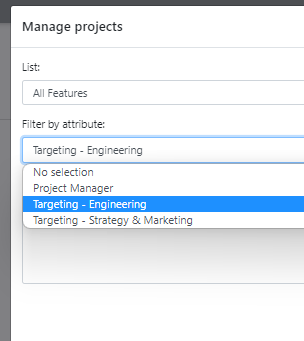 Manage projects
List:
All Features
Filter by attribute:
Targeting - Engineering
No selection
Project Manager
Targeting - Engineering
Targeting - Strategy & Marketing